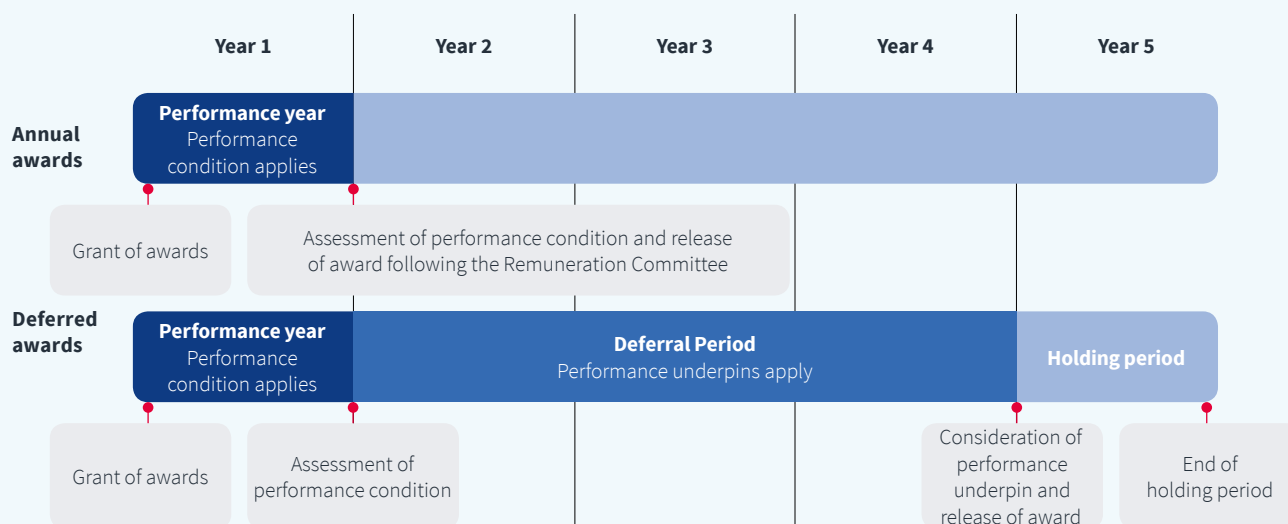 Year 1
Year 2
Year 3
Year 4
Year 5
Annual
awards
Performance year
Performance
condition applies
Grant of awards
Assessment of performance condition and release
of award following the Remuneration Committee
Deferred
awards
Performance year
Performance
condition applies
Deferral Period
Performance underpins apply
Holding period
Grant of awards
Assessment of
performance condition
Consideration of
performance
underpin and
release of award
End of
holding period